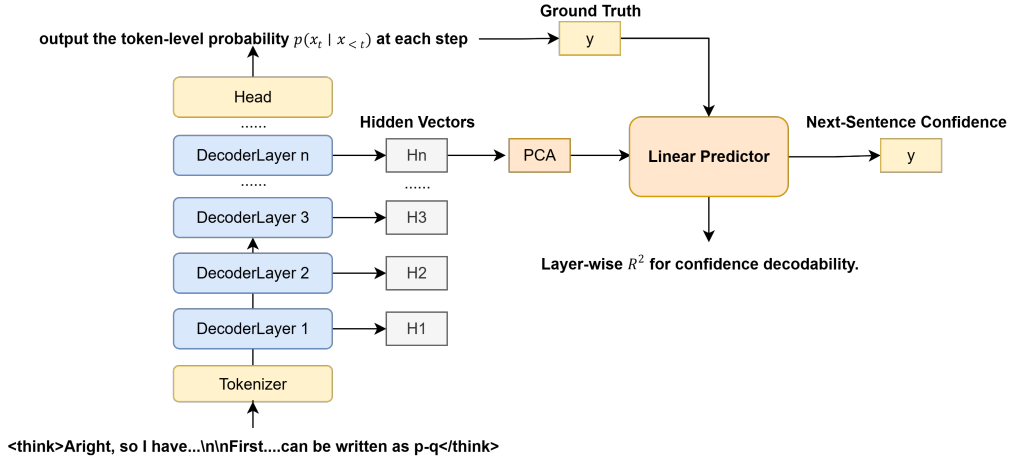 Ground Truth
output the token-level probability p(x_t | x_{<t}) at each step
y
Head
......
Hidden Vectors
Next-Sentence Confidence
DecoderLayer n
Hn
PCA
Linear Predictor
y
......
......
DecoderLayer 3
H3
Layer-wise R² for confidence decodability.
DecoderLayer 2
H2
DecoderLayer 1
H1
Tokenizer
<think>Aright, so I have...\n\nFirst....can be written as p-q</think>